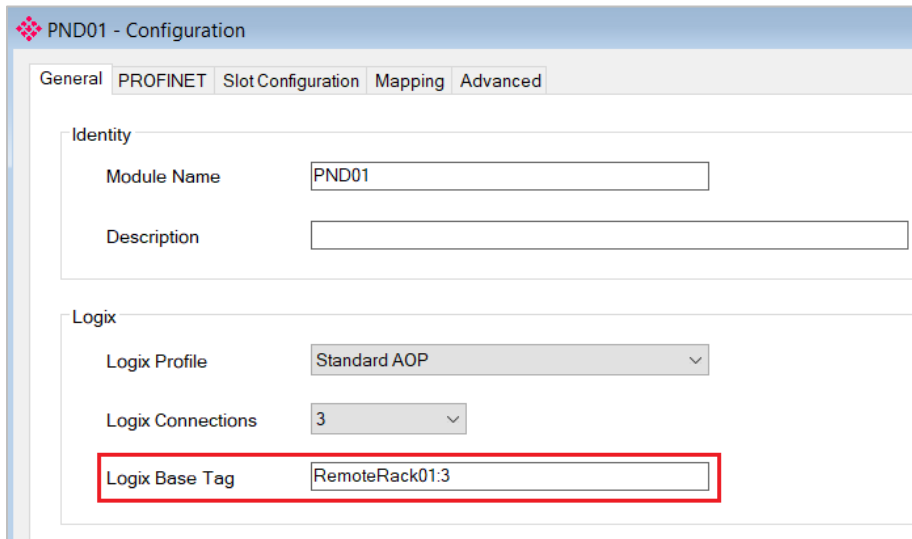 PND01 - Configuration
General PROFINET Slot Configuration Mapping Advanced
Identity
Module Name PND01
Description
Logix
Logix Profile Standard AOP
Logix Connections 3
Logix Base Tag RemoteRack01:3